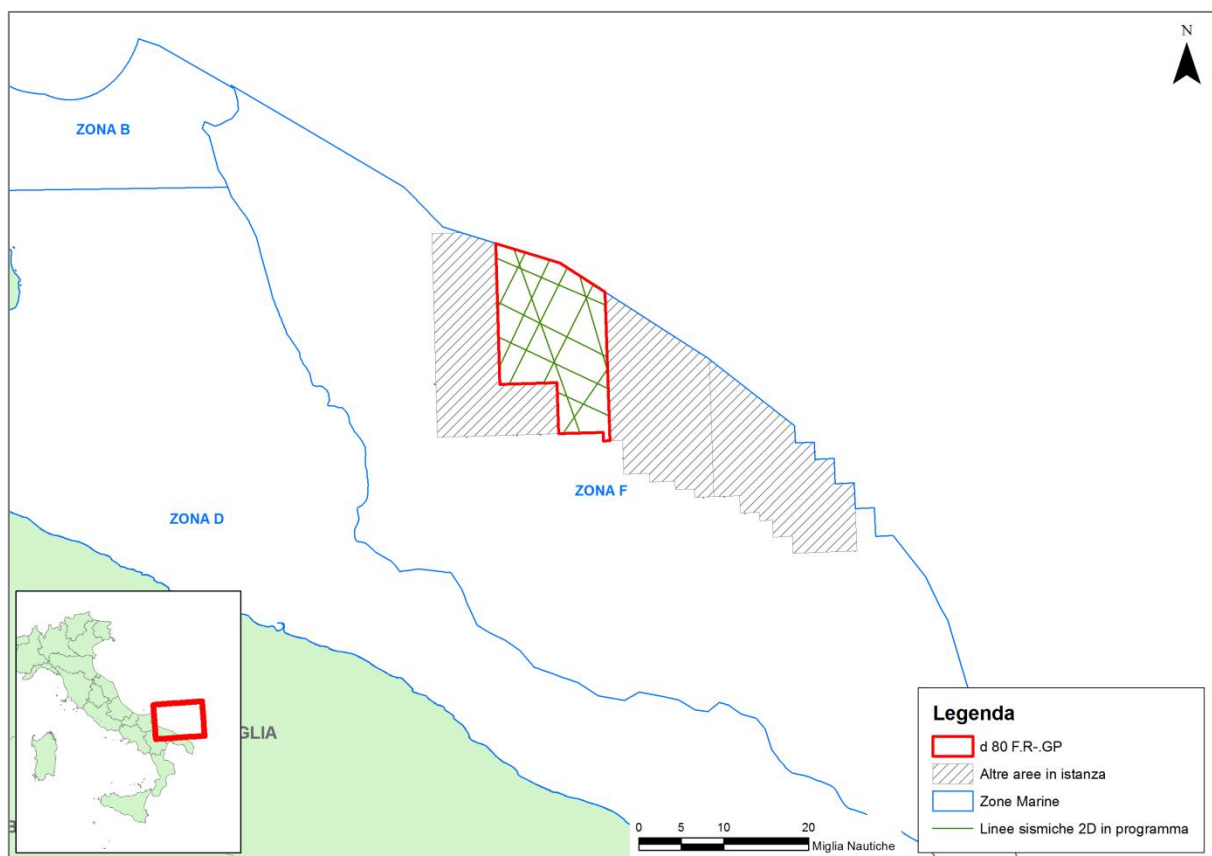 N
ZONA B
ZONA F
ZONA D
GLIA
B
Legenda
d 80 F.R-.GP
Altre aree in istanza
Zone Marine
Linee sismiche 2D in programma
0 5 10 20
Miglia Nautiche